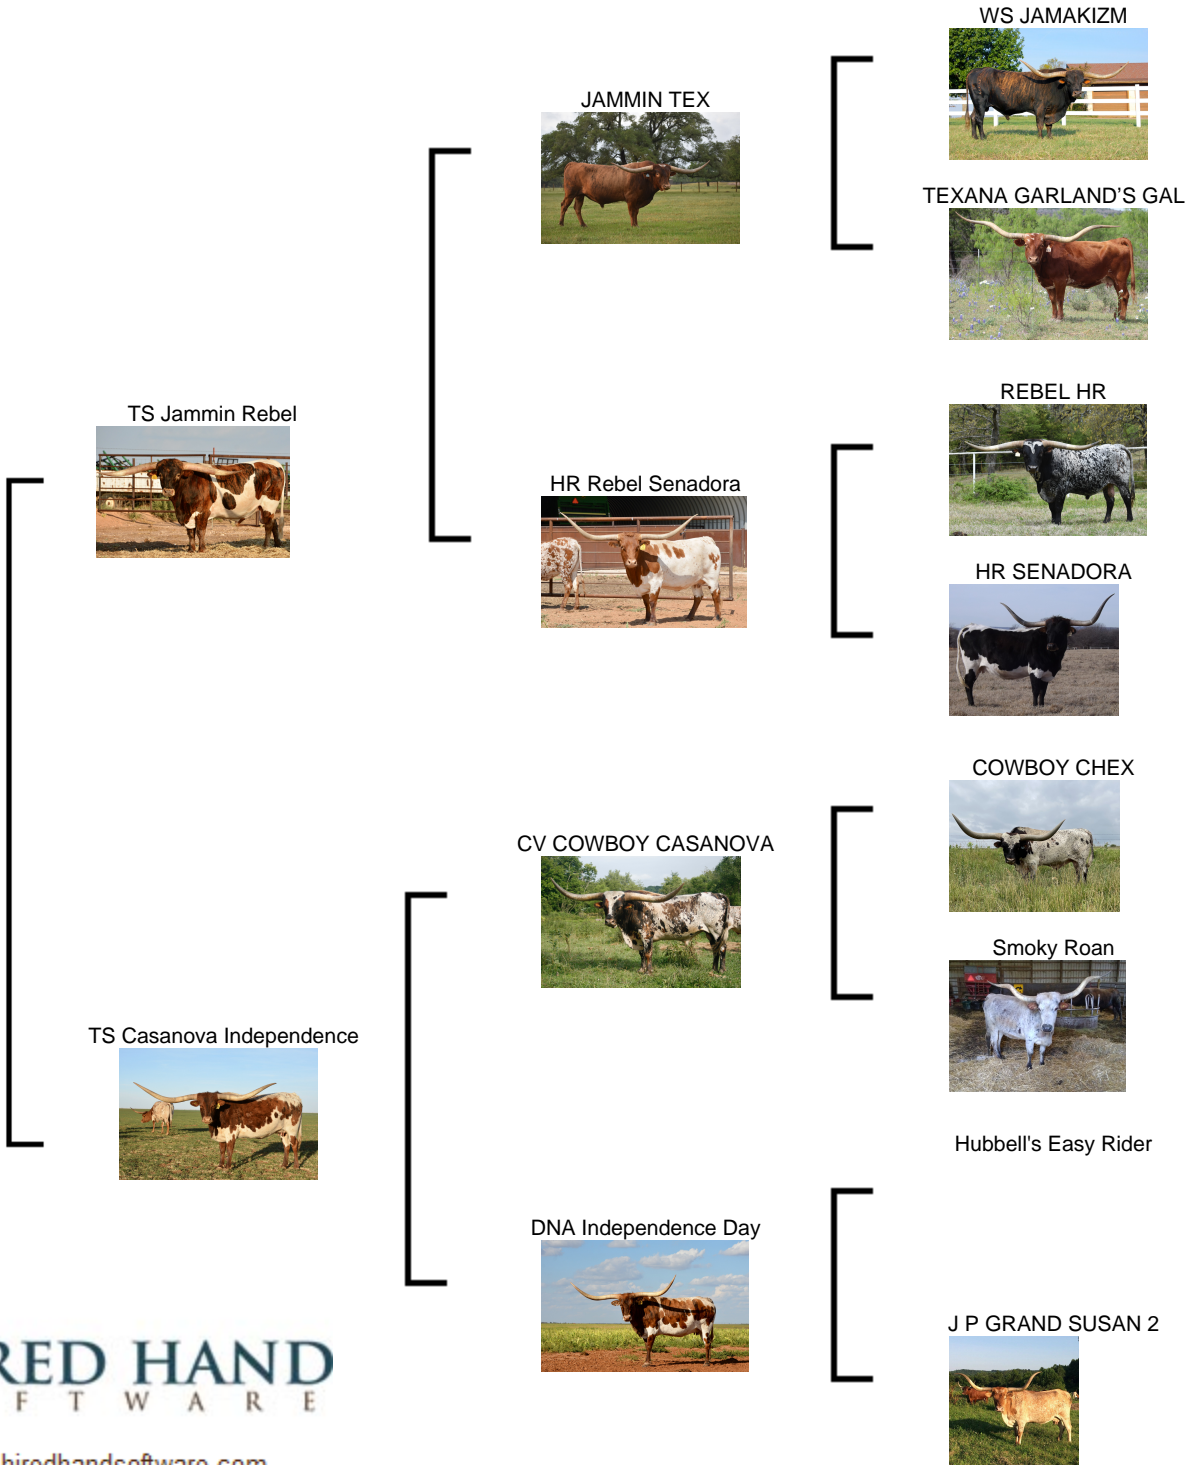 WS JAMAKIZM
JAMMIN TEX
TEXANA GARLAND'S GAL
TS Jammin Rebel
REBEL HR
HR Rebel Senadora
HR SENADORA
COWBOY CHEX
CV COWBOY CASANOVA
Smoky Roan
TS Casanova Independence
Hubbell's Easy Rider
DNA Independence Day
J P GRAND SUSAN 2
RED HAND
F T W A R E
hiredhandsoftware.com